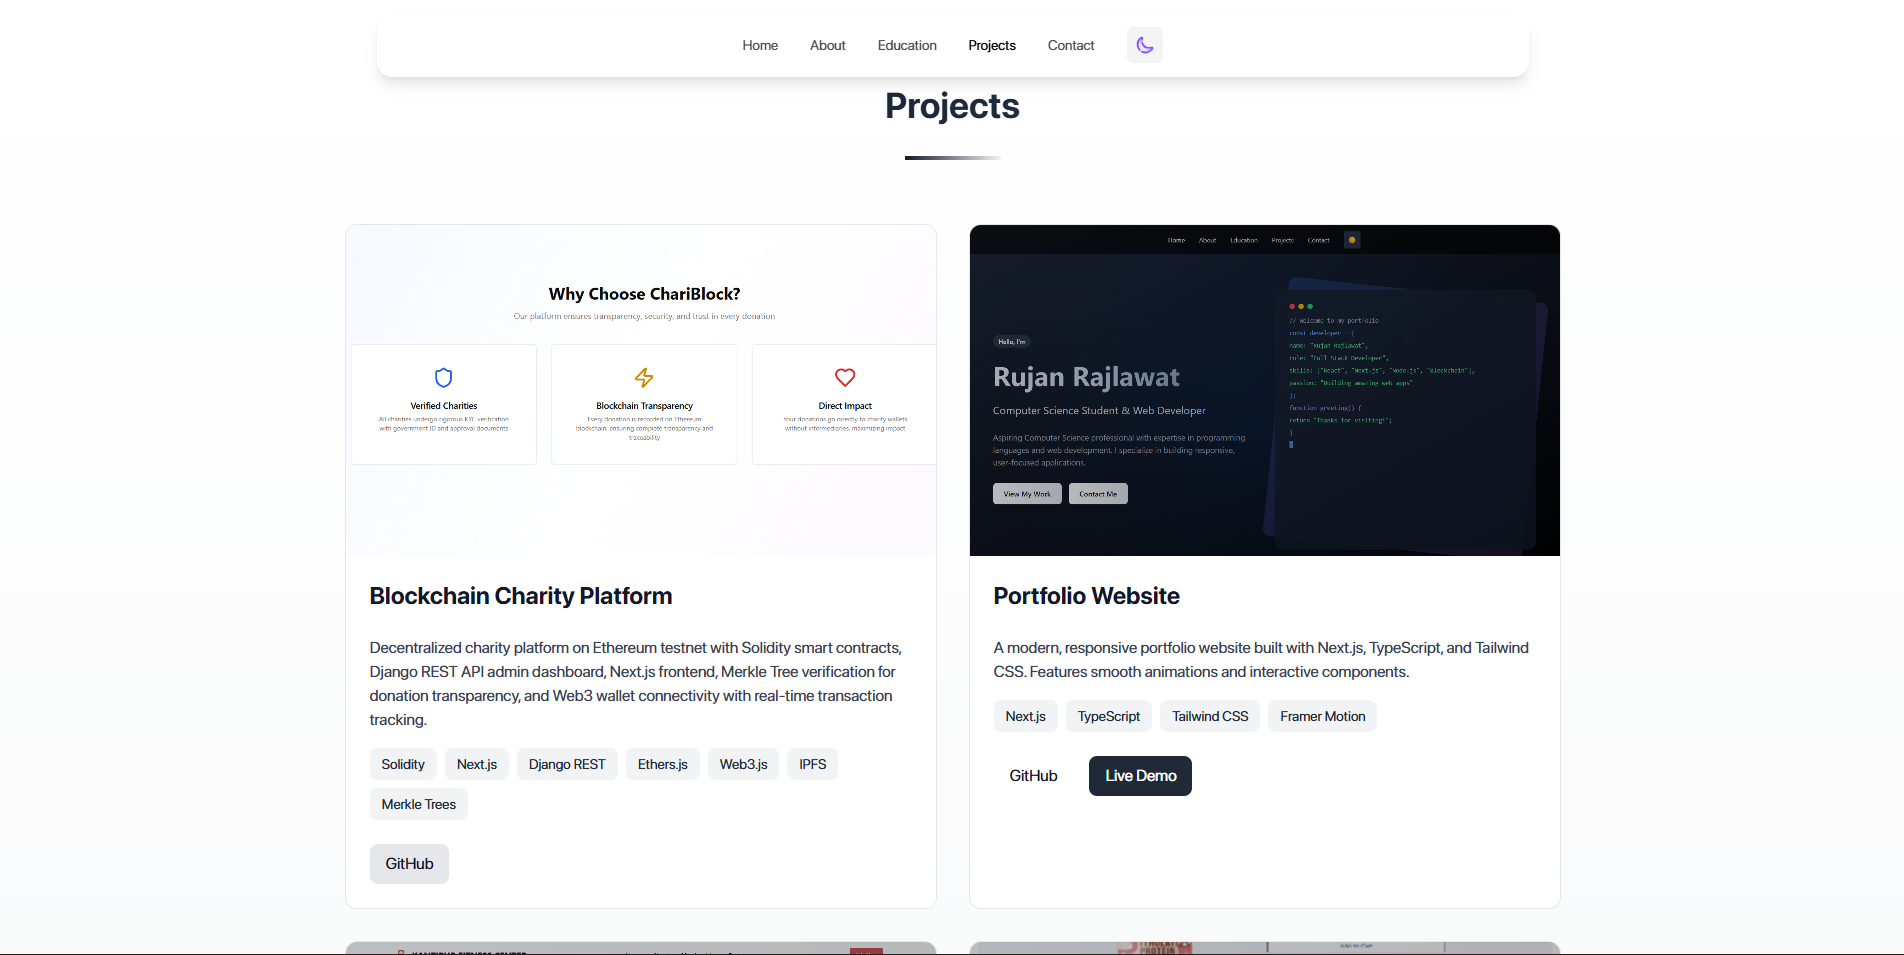 Home About Education Projects Contact
Projects
Why Choose ChariBlock?
Our platform ensures transparency, security, and trust in every donation
Verified Charities
All charities undergo rigorous KYC verification
with government ID and approval documents.
Blockchain Transparency
Every donation is recorded on Ethereum
blockchain, ensuring complete transparency and
traceability
Direct Impact
Your donations go directly to charity wallets
without intermediaries, maximizing impact
Blockchain Charity Platform
Decentralized charity platform on Ethereum testnet with Solidity smart contracts,
Django REST API admin dashboard, Next.js frontend, Merkle Tree verification for
donation transparency, and Web3 wallet connectivity with real-time transaction
tracking.
Solidity Next.js Django REST Ethers.js Web3.js IPFS
Merkle Trees
GitHub
Home About Education Projects Contact
Hello, I'm
Rujan Rajlawat
Computer Science Student & Web Developer
Aspiring Computer Science professional with expertise in programming
languages and web development. I specialize in building responsive,
user-focused applications.
View My Work Contact Me
// Welcome to my portfolio
const developer = {
name: "Rujan Rajlawat",
role: "Full Stack Developer",
skills: ["React", "Next.js", "Node.js", "Blockchain"],
passion: "Building amazing web apps"
};
function greeting() {
return "Thanks for visiting!";
}
Portfolio Website
A modern, responsive portfolio website built with Next.js, TypeScript, and Tailwind
CSS. Features smooth animations and interactive components.
Next.js TypeScript Tailwind CSS Framer Motion
GitHub Live Demo
PROTEIN